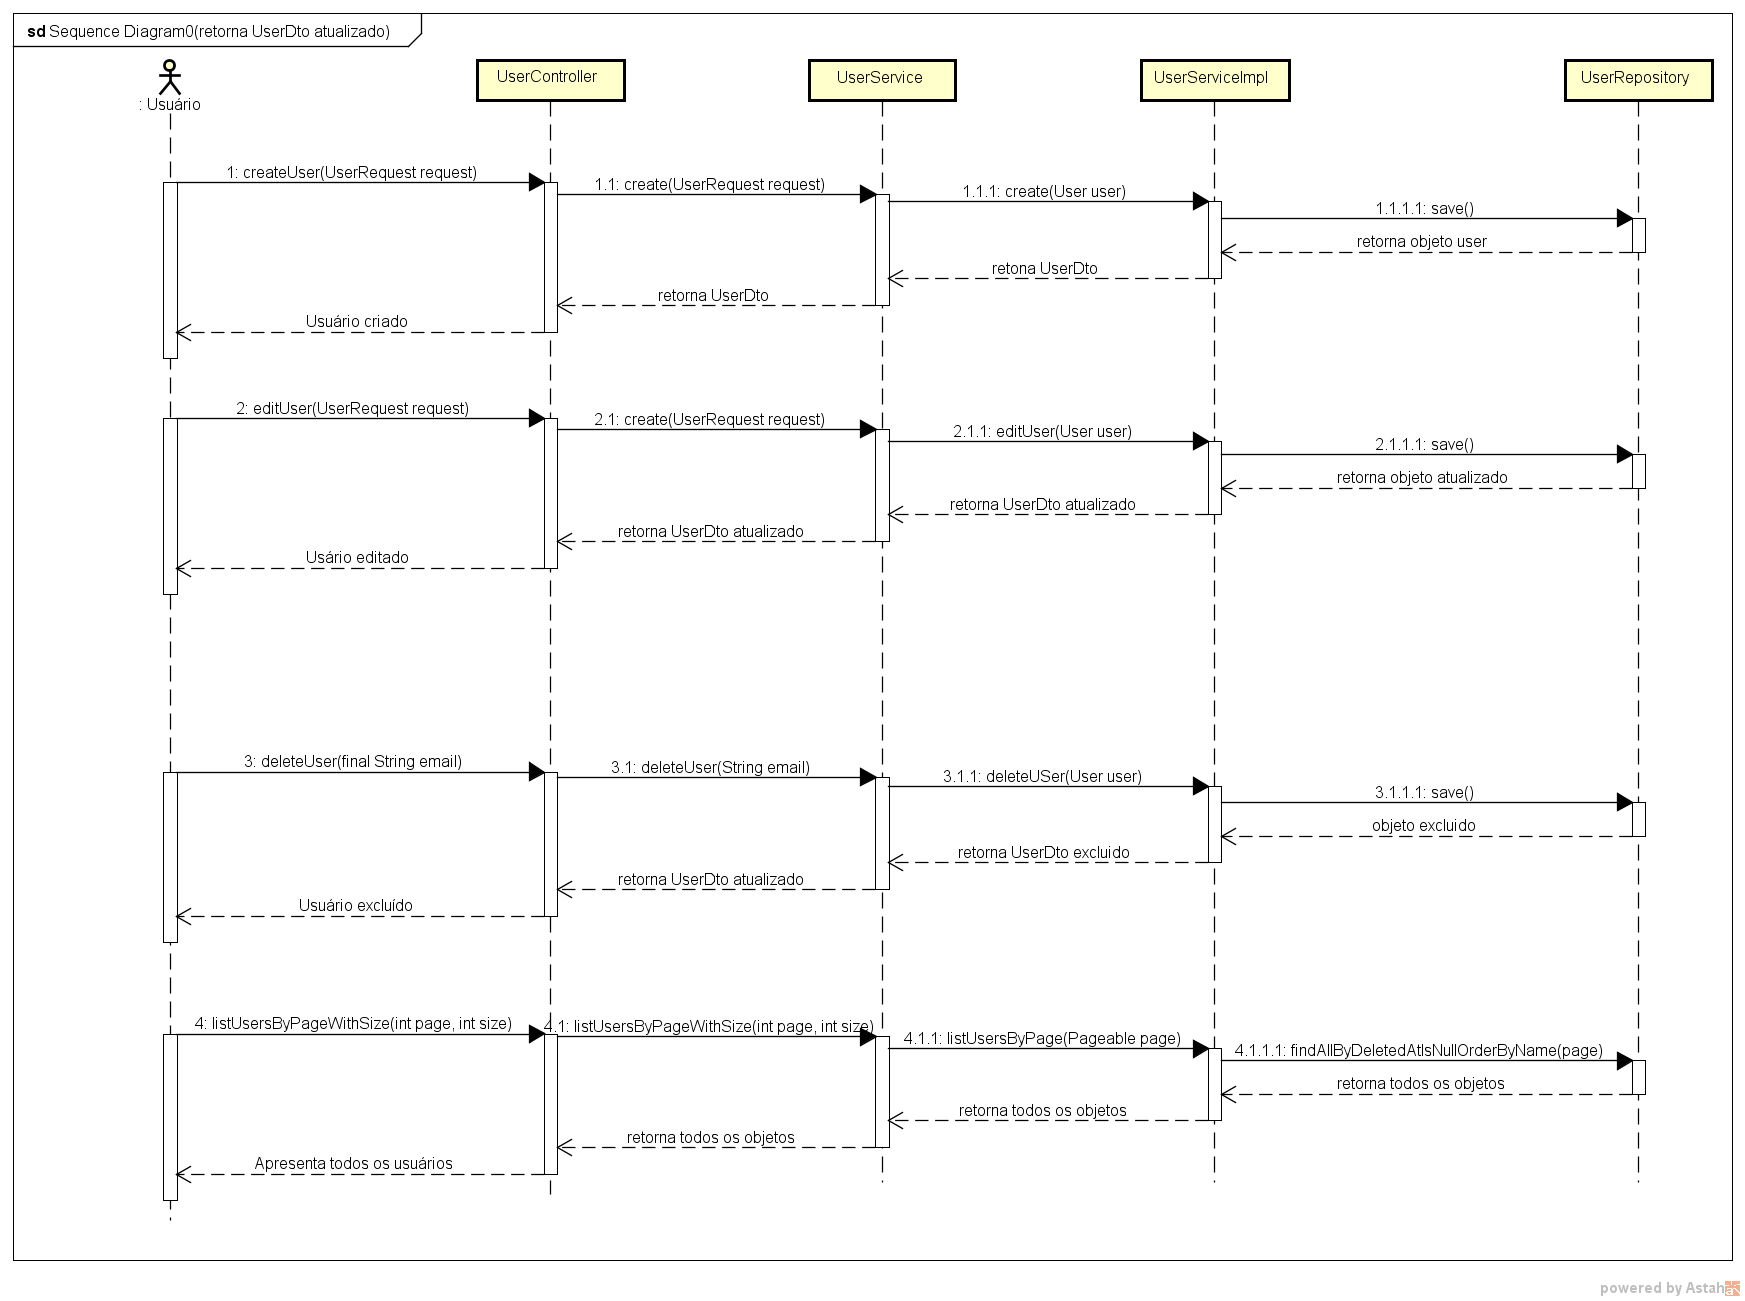 sd Sequence Diagram0(retorna UserDto atualizado)
: Usuário
UserController
UserService
UserServiceImpl
UserRepository
1: createUser(UserRequest request)
1.1: create(UserRequest request)
1.1.1: create(User user)
1.1.1.1: save()
retorna objeto user
retona UserDto
retorna UserDto
Usuário criado
2: editUser(UserRequest request)
2.1: create(UserRequest request)
2.1.1: editUser(User user)
2.1.1.1: save()
retorna objeto atualizado
retorna UserDto atualizado
retorna UserDto atualizado
Usário editado
3: deleteUser(final String email)
3.1: deleteUser(String email)
3.1.1: deleteUSer(User user)
3.1.1.1: save()
objeto excluido
retorna UserDto excluido
retorna UserDto atualizado
Usuário excluído
4: listUsersByPageWithSize(int page, int size)
4.1: listUsersByPageWithSize(int page, int size)
4.1.1: listUsersByPage(Pageable page)
4.1.1.1: findAllByDeletedAtIsNullOrderByName(page)
retorna todos os objetos
retorna todos os objetos
retorna todos os objetos
Apresenta todos os usuários
powered by Astah